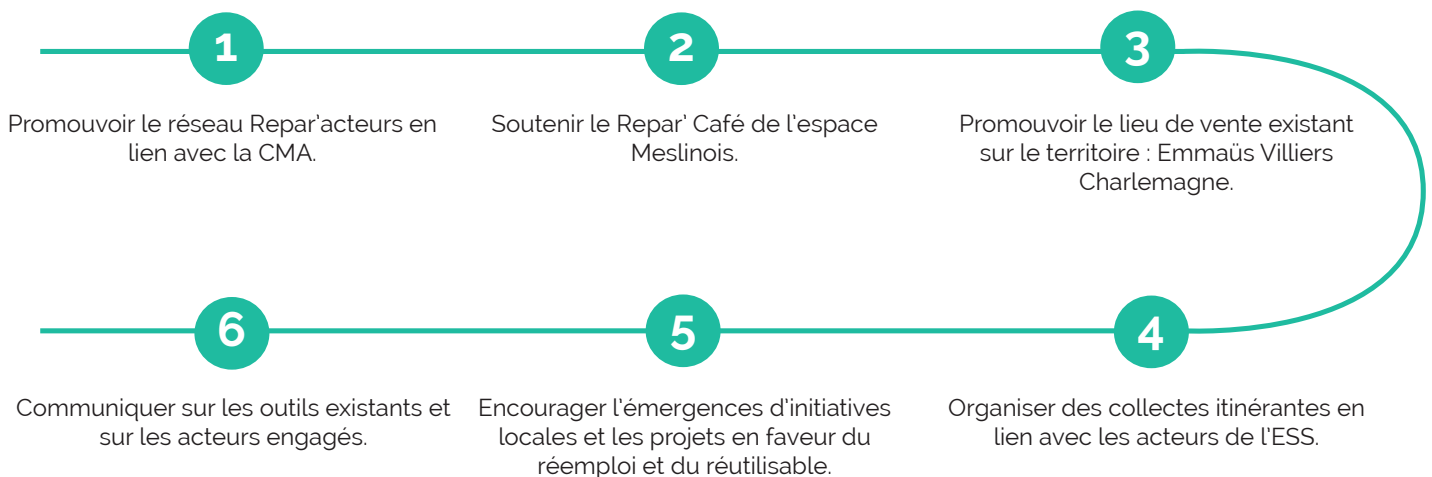 1
Promouvoir le réseau Repar'acteurs en
lien avec la CMA.
2
Soutenir le Repar' Café de l'espace
Meslinois.
3
Promouvoir le lieu de vente existant
sur le territoire : Emmaüs Villiers
Charlemagne.
4
Organiser des collectes itinérantes en
lien avec les acteurs de l'ESS.
5
Encourager l'émergences d'initiatives
locales et les projets en faveur du
réemploi et du réutilisable.
6
Communiquer sur les outils existants et
sur les acteurs engagés.